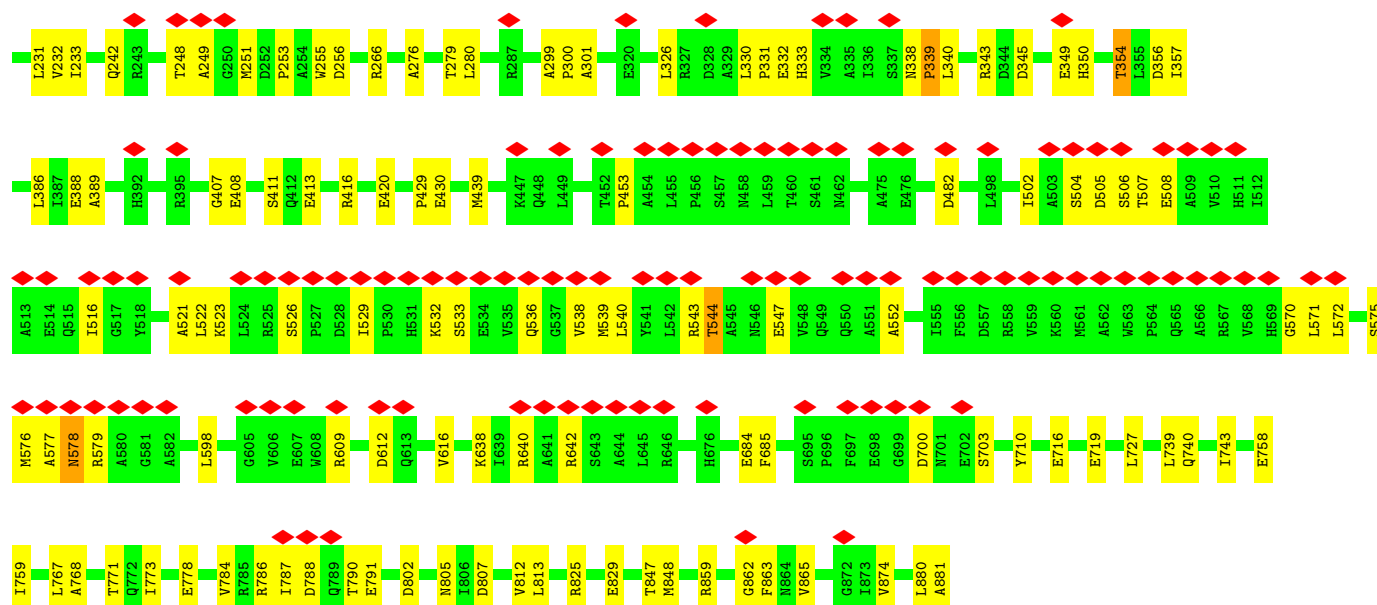 L231 V232 I233 Q242 R243 T248 A249 G250 M251 D252 P253 A254 W255 D256 R266 A276 T279 L280 R287 A299 P300 A301 E320 L326 R327 D328 A329 L330 P331 E332 H333 V334 A335 I336 S337 N338 P339 L340 R343 D344 D345 E349 H350 T354 L355 D356 I357
L386 I387 E388 A389 H392 R395 G407 E408 S411 Q412 E413 R416 E420 P429 E430 M439 K447 Q448 L449 T452 P453 A454 L455 P456 S457 N458 L459 T460 S461 N462 A475 E476 D482 L498 I502 A503 S504 D505 S506 T507 E508 A509 V510 H511 I512
A513 E514 Q515 I516 G517 Y518 A521 L522 K523 L524 R525 S526 P527 D528 I529 P530 H531 K532 S533 E534 V535 Q536 G537 V538 M539 L540 Y541 L542 R543 T544 A545 N546 E547 V548 Q549 Q550 A551 A552 I555 F556 D557 R558 V559 K560 M561 A562 W563 P564 Q565 A566 R567 V568 H569 G570 L571 L572 S575
M576 A577 N578 R579 A580 G581 A582 L598 G605 V606 E607 W608 R609 D612 Q613 V616 K638 I639 R640 A641 R642 S643 A644 L645 R646 H676 E684 F685 S695 P696 F697 E698 G699 D700 N701 E702 S703 Y710 E716 E719 L727 L739 Q740 I743 E758
I759 L767 A768 T771 Q772 I773 E778 V784 R785 R786 I787 D788 Q789 T790 E791 D802 N805 I806 D807 V812 L813 R825 E829 T847 M848 R859 G862 F863 N864 V865 G872 I873 V874 L880 A881